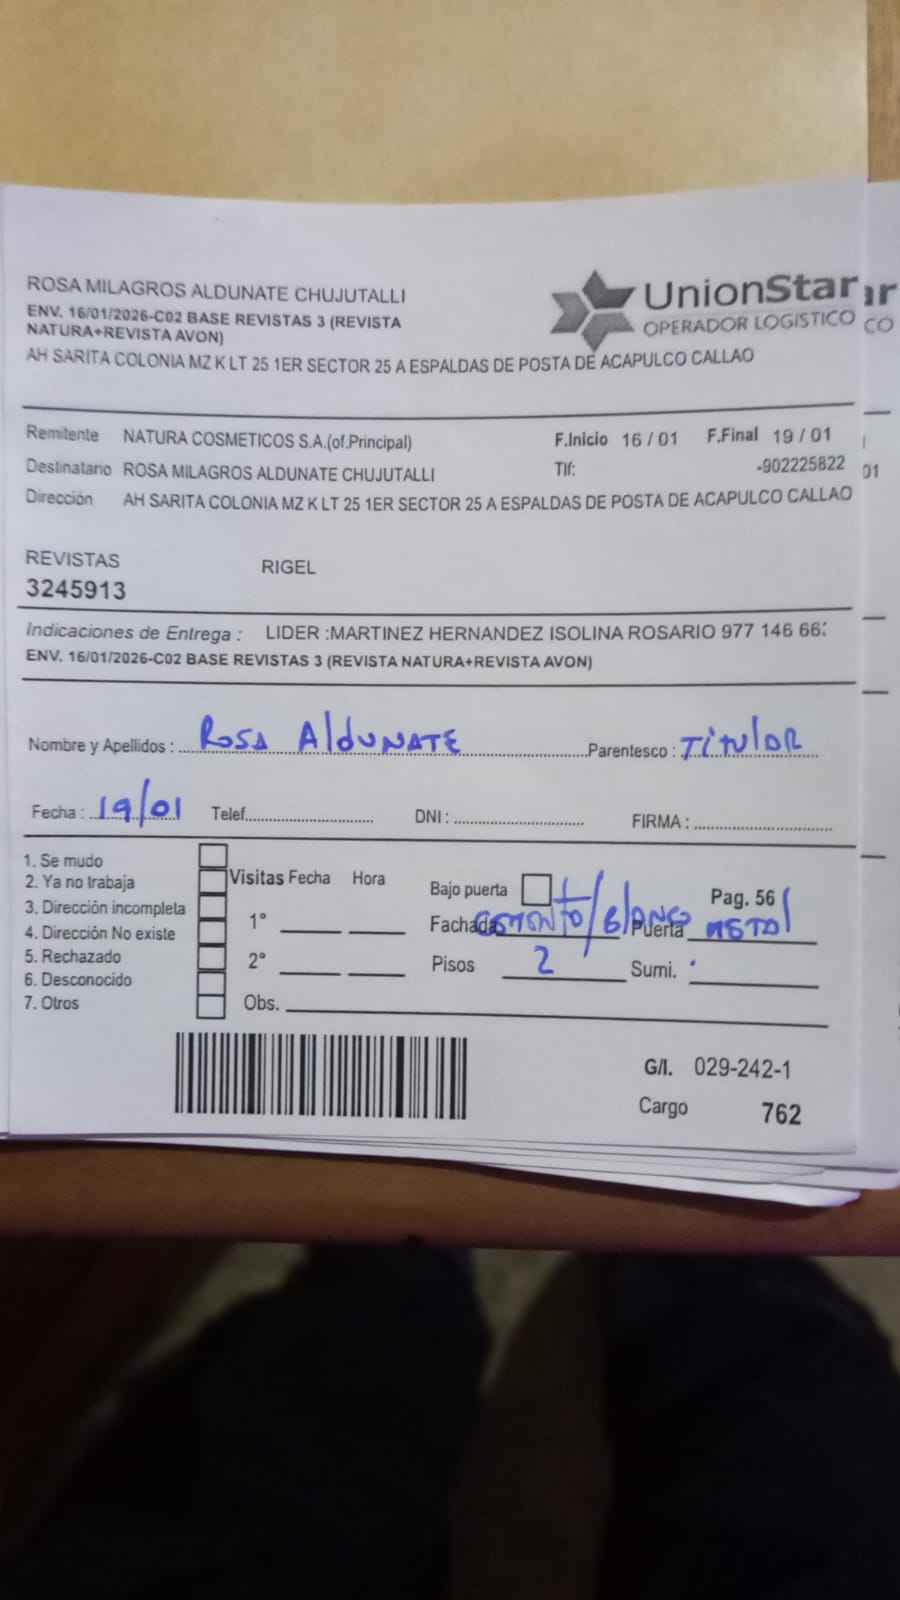 ROSA MILAGROS ALDUNATE CHUJUTALLI
ENV. 16/01/2026-C02 BASE REVISTAS 3 (REVISTA
NATURA+REVISTA AVON)
AH SARITA COLONIA MZ K LT 25 1ER SECTOR 25 A ESPALDAS DE POSTA DE ACAPULCO CALLAO
UnionStar
OPERADOR LOGISTICO
ar
CO
Remitente NATURA COSMETICOS S.A.(of.Principal) F.Inicio 16 / 01 F.Final 19 / 01
Destinatario ROSA MILAGROS ALDUNATE CHUJUTALLI Tlf: -902225822
01
Dirección AH SARITA COLONIA MZ K LT 25 1ER SECTOR 25 A ESPALDAS DE POSTA DE ACAPULCO CALLAO
REVISTAS RIGEL
3245913
Indicaciones de Entrega : LIDER :MARTINEZ HERNANDEZ ISOLINA ROSARIO 977 146 66
ENV. 16/01/2026-C02 BASE REVISTAS 3 (REVISTA NATURA+REVISTA AVON)
Nombre y Apellidos : ROSA AldUNATE Parentesco : TiTulOR
Fecha : 19/01 Telef. DNI : FIRMA :
1. Se mudo
2. Ya no trabaja
3. Dirección incompleta
4. Dirección No existe
5. Rechazado
6. Desconocido
7. Otros
Visitas Fecha Hora
1°
2°
Obs.
Bajo puerta Pag. 56
Fachada Puerta
Pisos 2 Sumi.
G/I. 029-242-1
Cargo 762